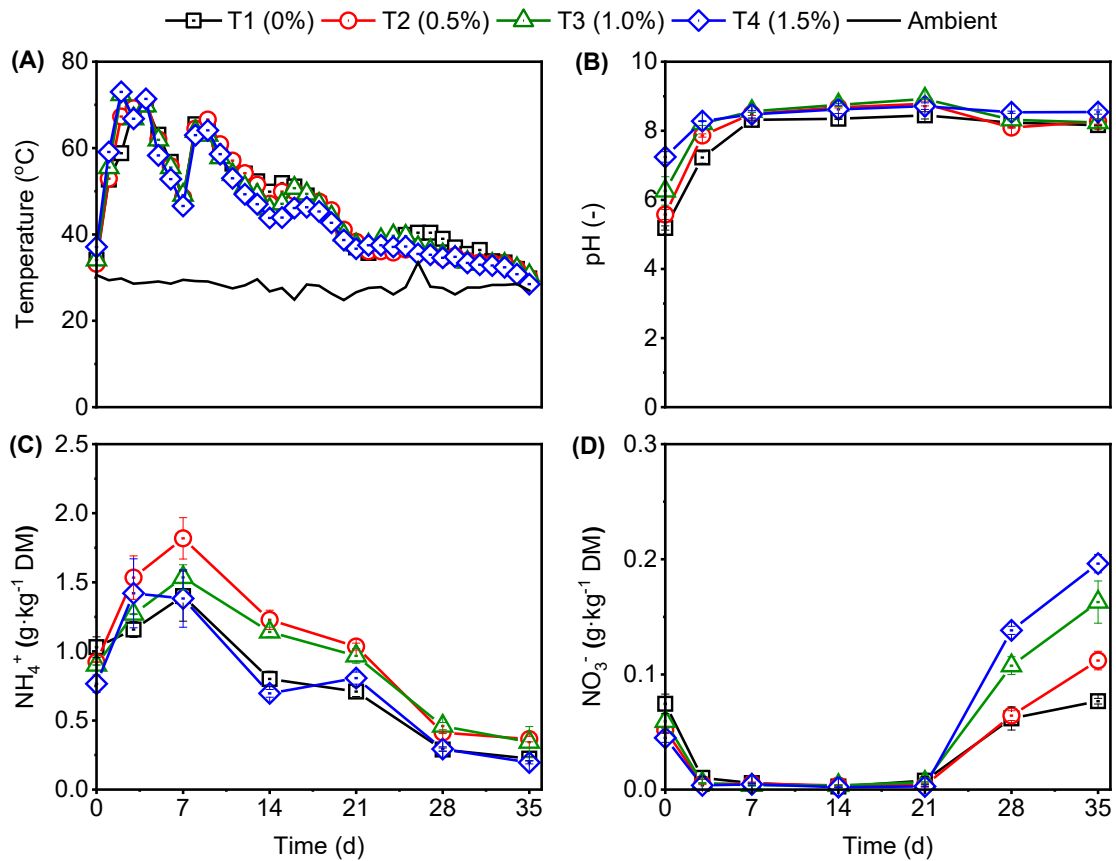 T1 (0%) T2 (0.5%) T3 (1.0%) T4 (1.5%) Ambient
(A)
80
60
40
20
0
Temperature (°C)
(B)
10
8
6
4
2
0
pH (-)
(C)
2.5
2.0
1.5
1.0
0.5
0.0
NH₄⁺ (g·kg⁻¹ DM)
0 7 14 21 28 35
Time (d)
(D)
0.3
0.2
0.1
0.0
NO₃⁻ (g·kg⁻¹ DM)
0 7 14 21 28 35
Time (d)